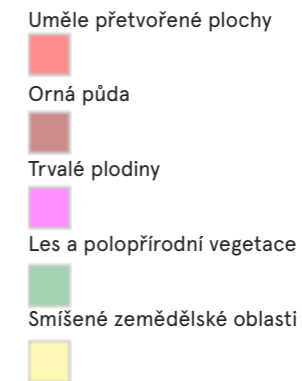 Uměle přetvořené plochy
Orná půda
Trvalé plodiny
Les a polopřírodní vegetace
Smíšené zemědělské oblasti